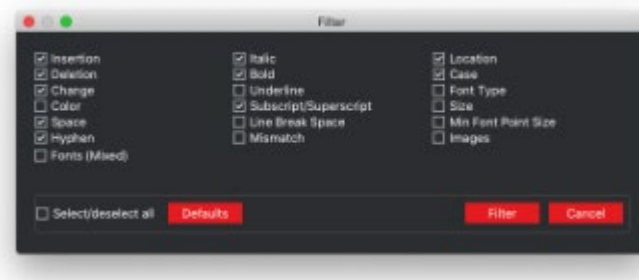 Filter
Insertion
Deletion
Change
Color
Space
Hyphen
Fonts (Mixed)
Italic
Bold
Underline
Subscript/Superscript
Line Break Space
Mismatch
Location
Case
Font Type
Size
Min Font Point Size
Images
Select/deselect all
Defaults
Filter
Cancel